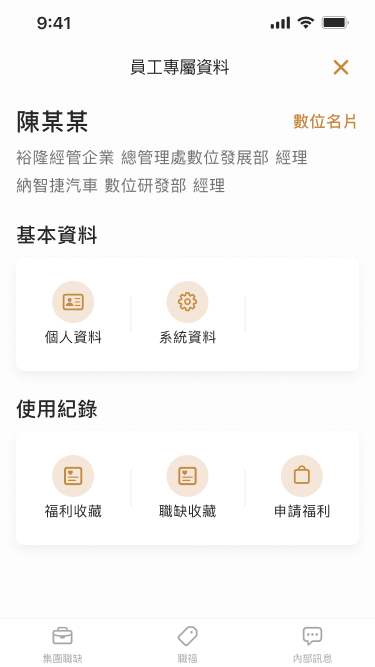 9:41
員工專屬資料
陳某某
數位名片
裕隆經管企業 總管理處數位發展部 經理
納智捷汽車 數位研發部 經理
基本資料
個人資料
系統資料
使用紀錄
福利收藏
職缺收藏
申請福利
集團職缺
職福
內部訊息